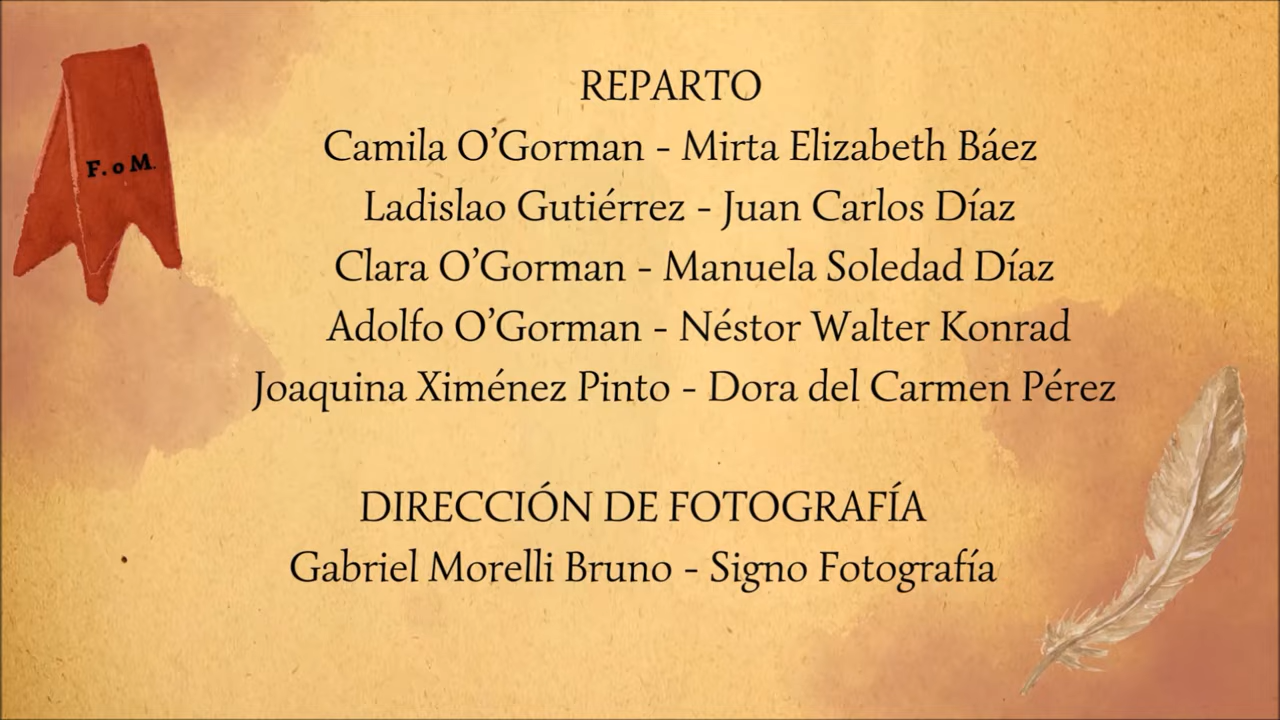 REPARTO
Camila O’Gorman - Mirta Elizabeth Báez
Ladislao Gutiérrez - Juan Carlos Díaz
Clara O’Gorman - Manuela Soledad Díaz
Adolfo O’Gorman - Néstor Walter Konrad
Joaquina Ximénez Pinto - Dora del Carmen Pérez
DIRECCIÓN DE FOTOGRAFÍA
Gabriel Morelli Bruno - Signo Fotografía
F. o M.